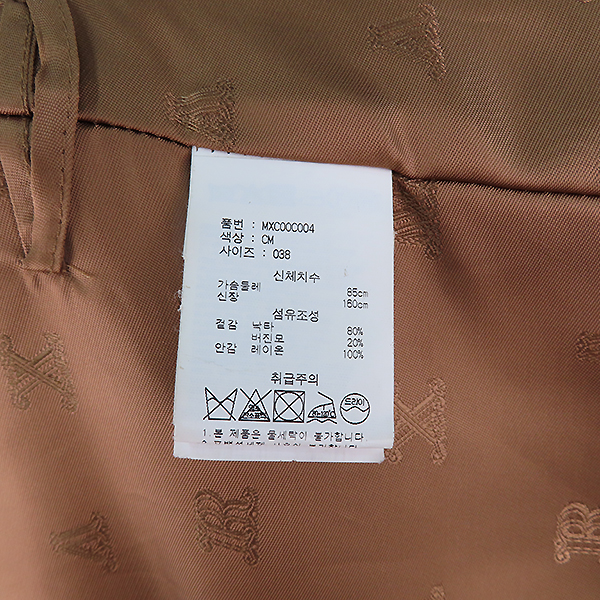 품번 : MXC00C004
색상 : CM
사이즈 : 038
신체치수
가슴둘레 85cm
신장 160cm
섬유조성
겉감 낙타 80%
버진모 20%
안감 레이온 100%
취급주의
드라이
1 본 제품은 물세탁이 불가합니다